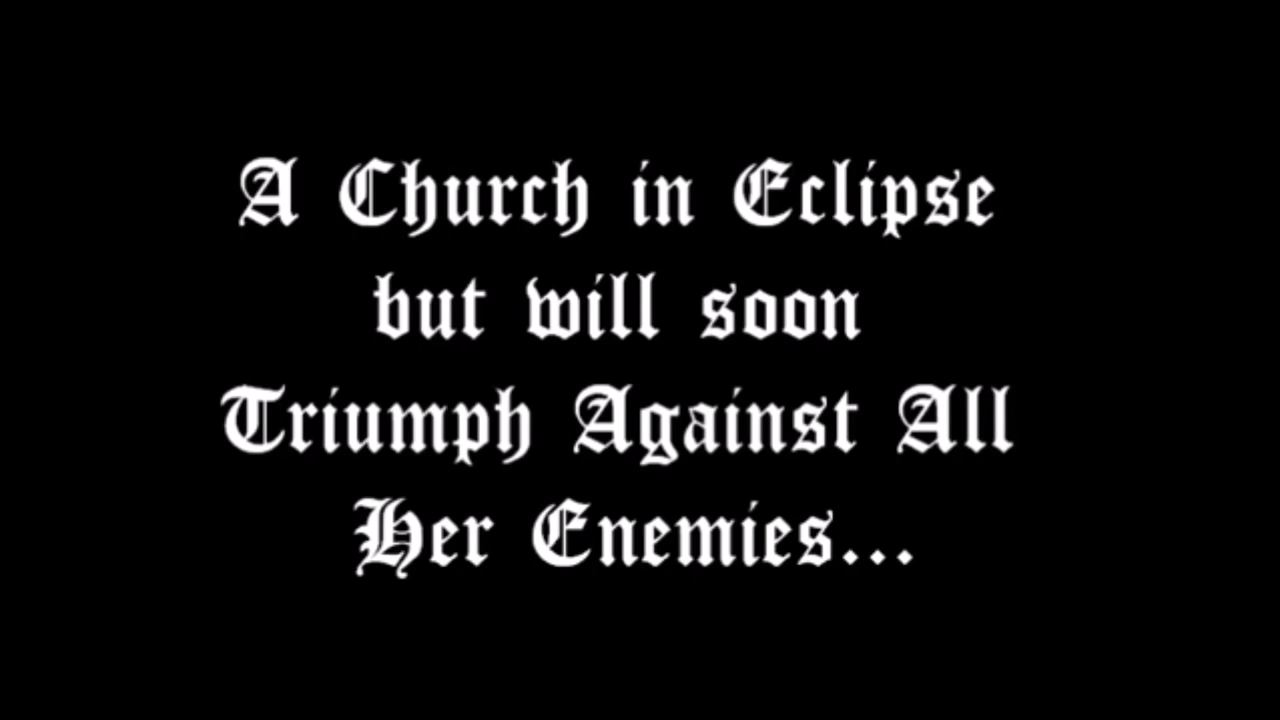 A Church in Eclipse
but will soon
Triumph Against All
Her Enemies...